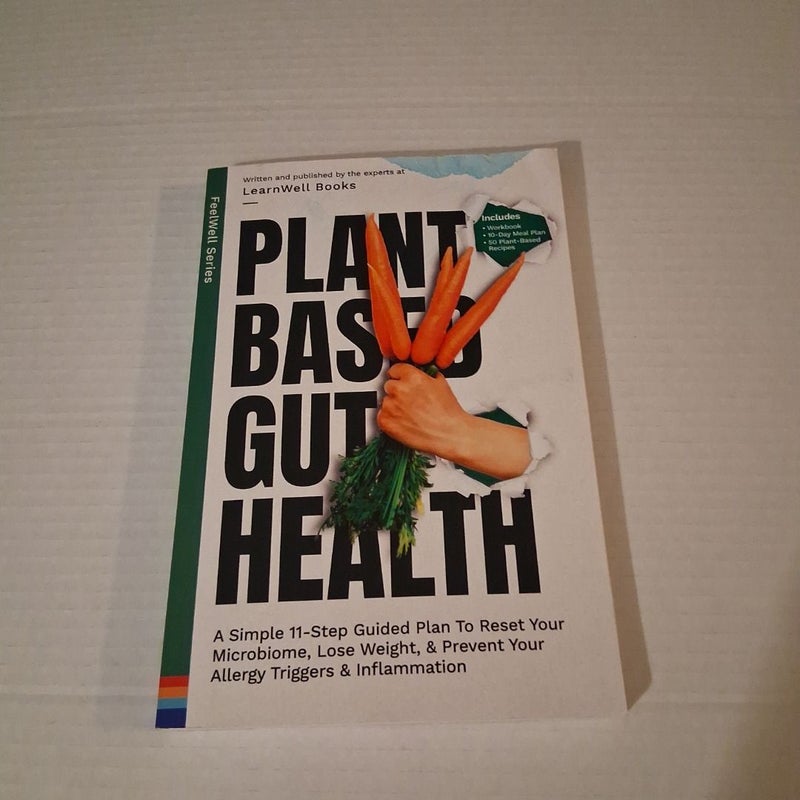 Written and published by the experts at
LearnWell Books
FeelWell Series
Includes
• Workbook
• 10-Day Meal Plan
• 50 Plant-Based
Recipes
PLANT
BASED
GUT
HEALTH
A Simple 11-Step Guided Plan To Reset Your
Microbiome, Lose Weight, & Prevent Your
Allergy Triggers & Inflammation